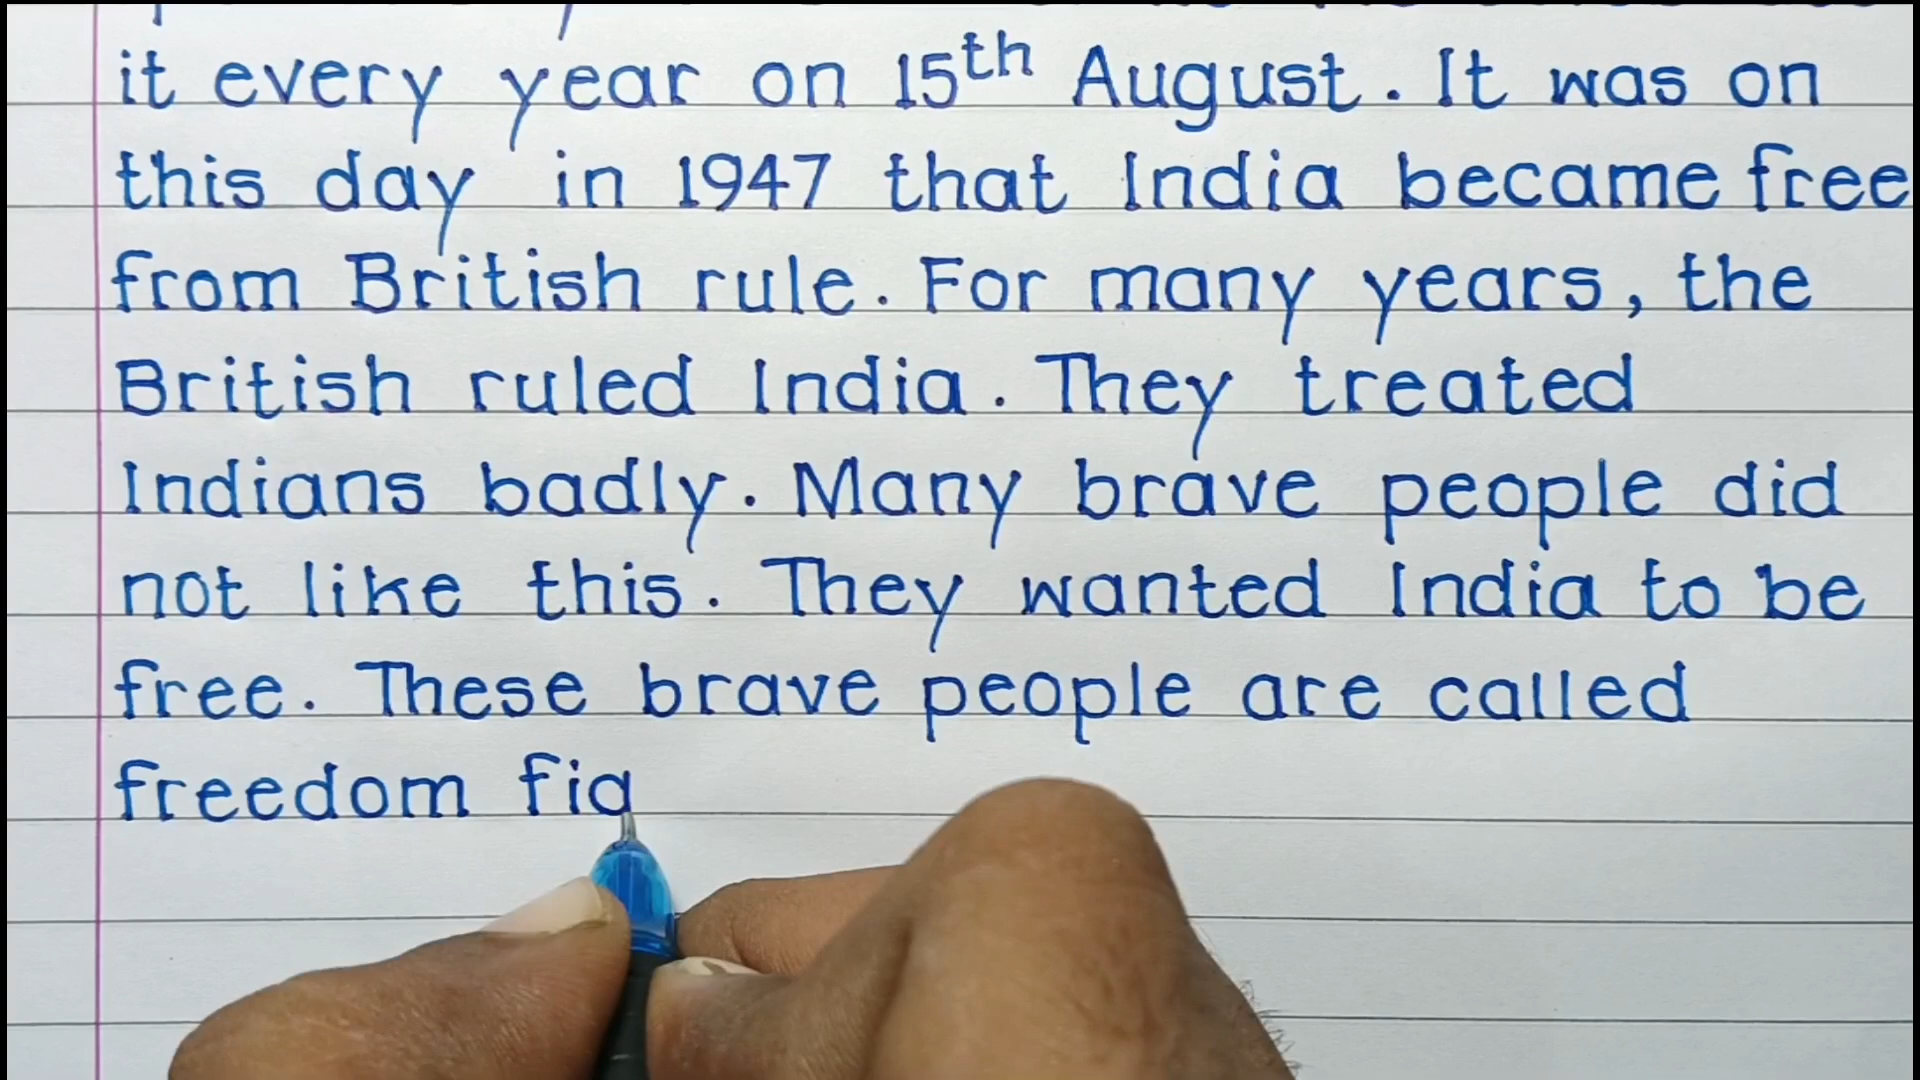 it every year on 15th August. It was on
this day in 1947 that India became free
from British rule. For many years, the
British ruled India. They treated
Indians badly. Many brave people did
not like this. They wanted India to be
free. These brave people are called
freedom fig